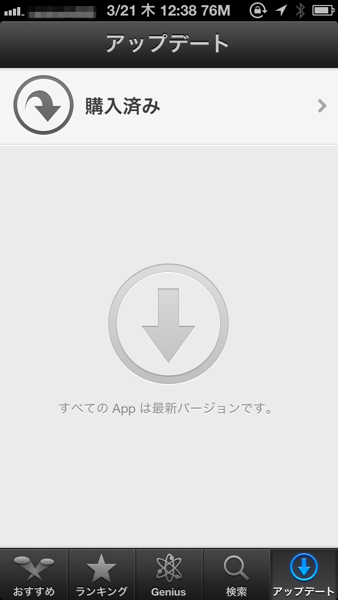 3/21 木 12:38 76M
アップデート
購入済み
すべての App は最新バージョンです。
おすすめ
ランキング
Genius
検索
アップデート